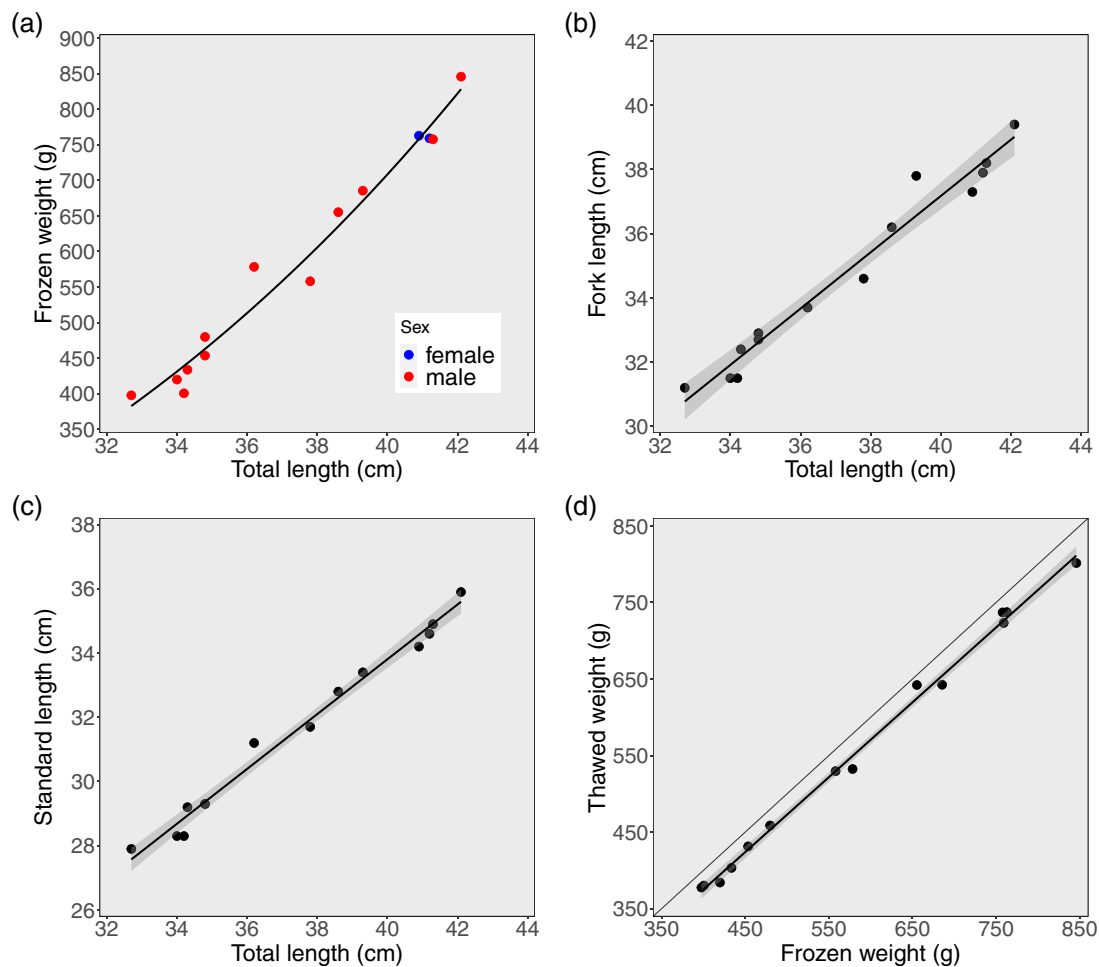 (a)
900
850
800
750
700
650
600
550
500
450
400
350
Frozen weight (g)
Sex
female
male
32 34 36 38 40 42 44
Total length (cm)
(b)
42
40
38
36
34
32
30
Fork length (cm)
32 34 36 38 40 42 44
Total length (cm)
(c)
38
36
34
32
30
28
26
Standard length (cm)
32 34 36 38 40 42 44
Total length (cm)
(d)
850
750
650
550
450
350
Thawed weight (g)
350 450 550 650 750 850
Frozen weight (g)